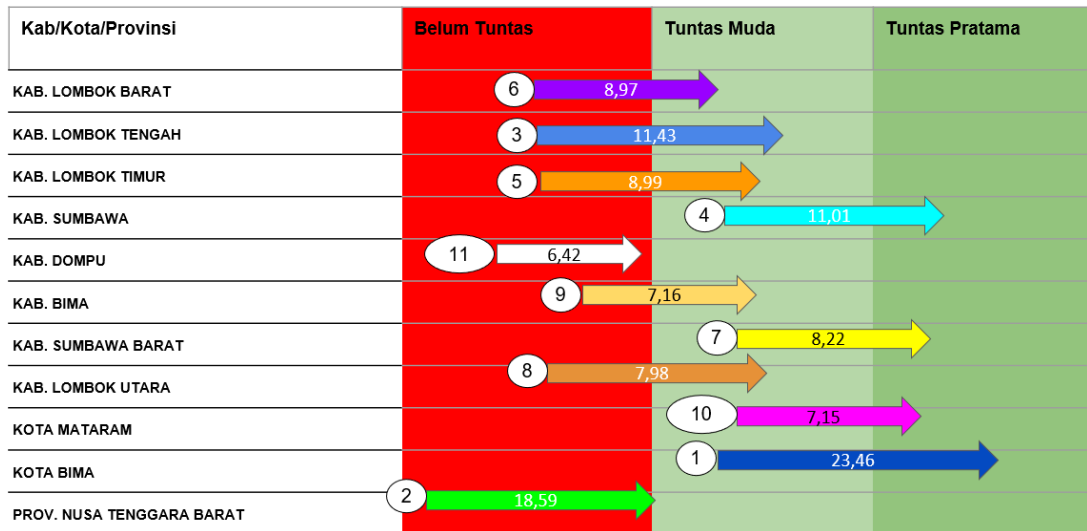 Kab/Kota/Provinsi Belum Tuntas Tuntas Muda Tuntas Pratama
KAB. LOMBOK BARAT 6 8,97
KAB. LOMBOK TENGAH 3 11,43
KAB. LOMBOK TIMUR 5 8,99
KAB. SUMBAWA 4 11,01
KAB. DOMPU 11 6,42
KAB. BIMA 9 7,16
KAB. SUMBAWA BARAT 7 8,22
KAB. LOMBOK UTARA 8 7,98
KOTA MATARAM 10 7,15
KOTA BIMA 1 23,46
PROV. NUSA TENGGARA BARAT 2 18,59